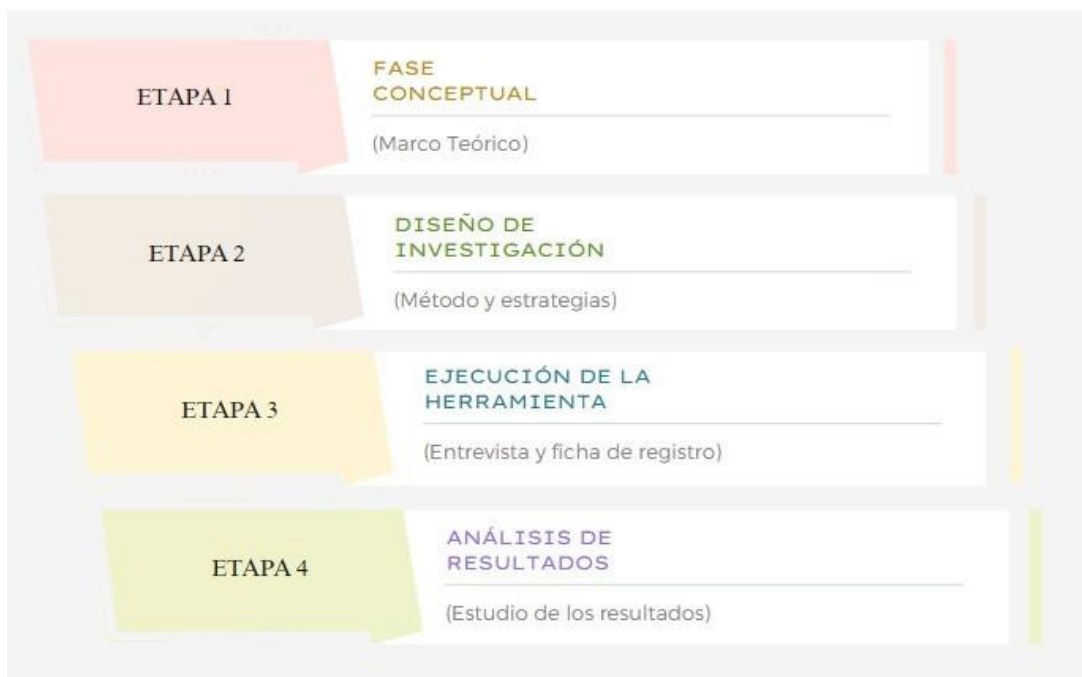 ETAPA 1
FASE
CONCEPTUAL
(Marco Teórico)
ETAPA 2
DISEÑO DE
INVESTIGACIÓN
(Método y estrategias)
ETAPA 3
EJECUCIÓN DE LA
HERRAMIENTA
(Entrevista y ficha de registro)
ETAPA 4
ANÁLISIS DE
RESULTADOS
(Estudio de los resultados)